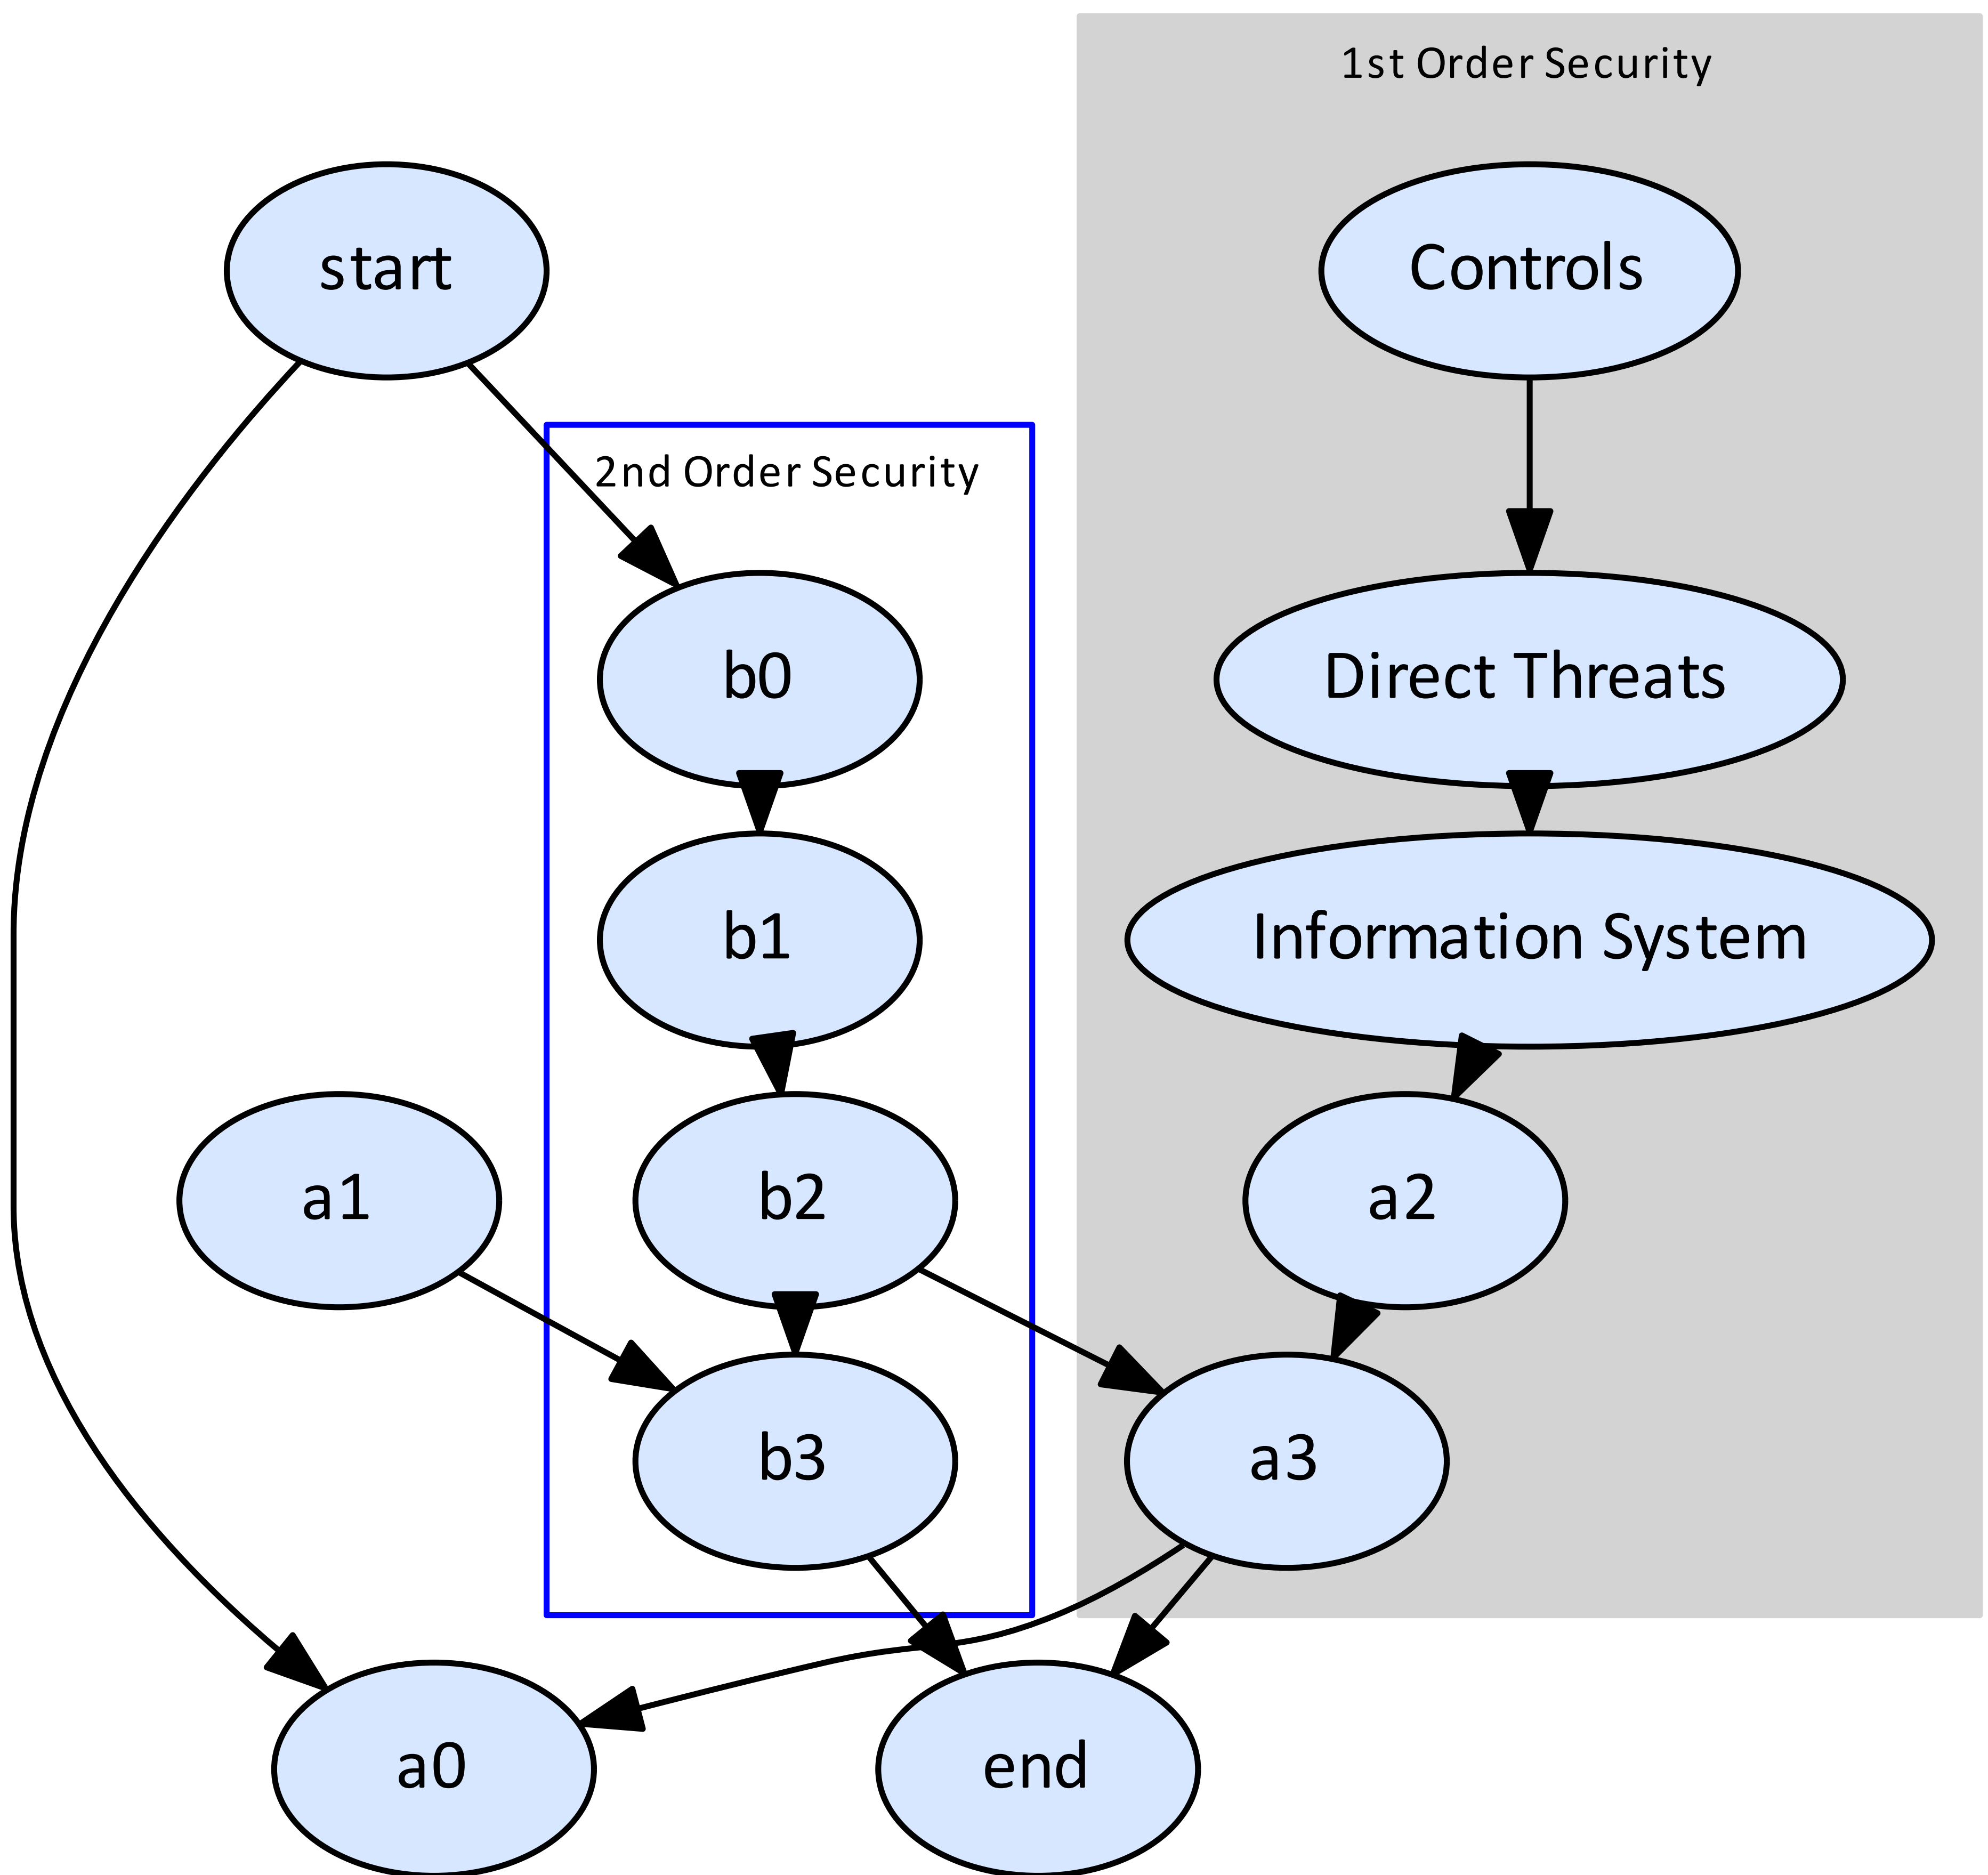 1st Order Security
start
Controls
2nd Order Security
b0
Direct Threats
b1
Information System
a1
b2
a2
b3
a3
a0
end